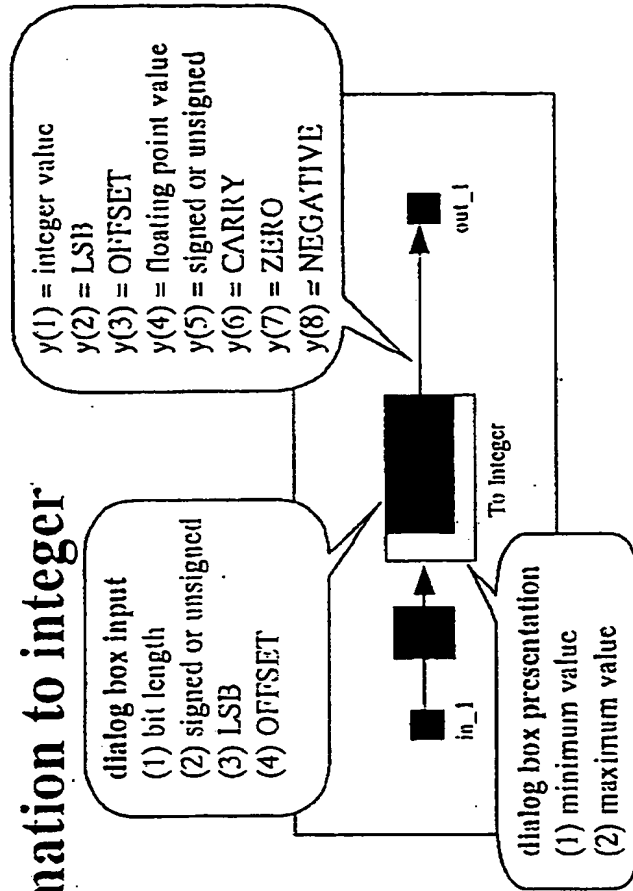 nation to integer
dialog box input
(1) bit length
(2) signed or unsigned
(3) LSB
(4) OFFSET
y(1) = integer value
y(2) = LSB
y(3) = OFFSET
y(4) = floating point value
y(5) = signed or unsigned
y(6) = CARRY
y(7) = ZERO
y(8) = NEGATIVE
in_1
To Integer
out_1
dialog box presentation
(1) minimum value
(2) maximum value